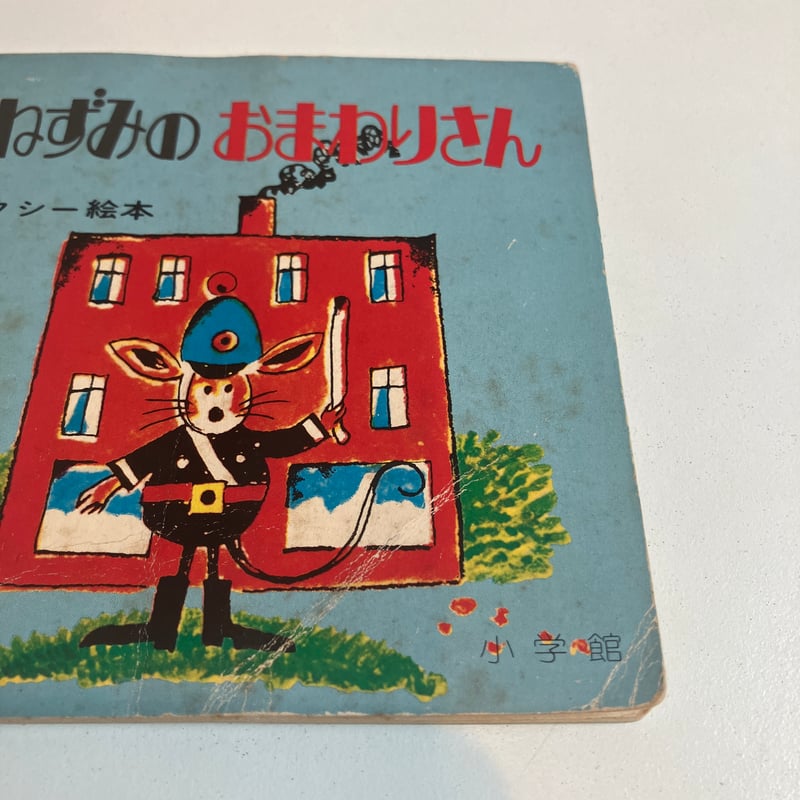 ねずみの おまわりさん
クシー絵本
小学館